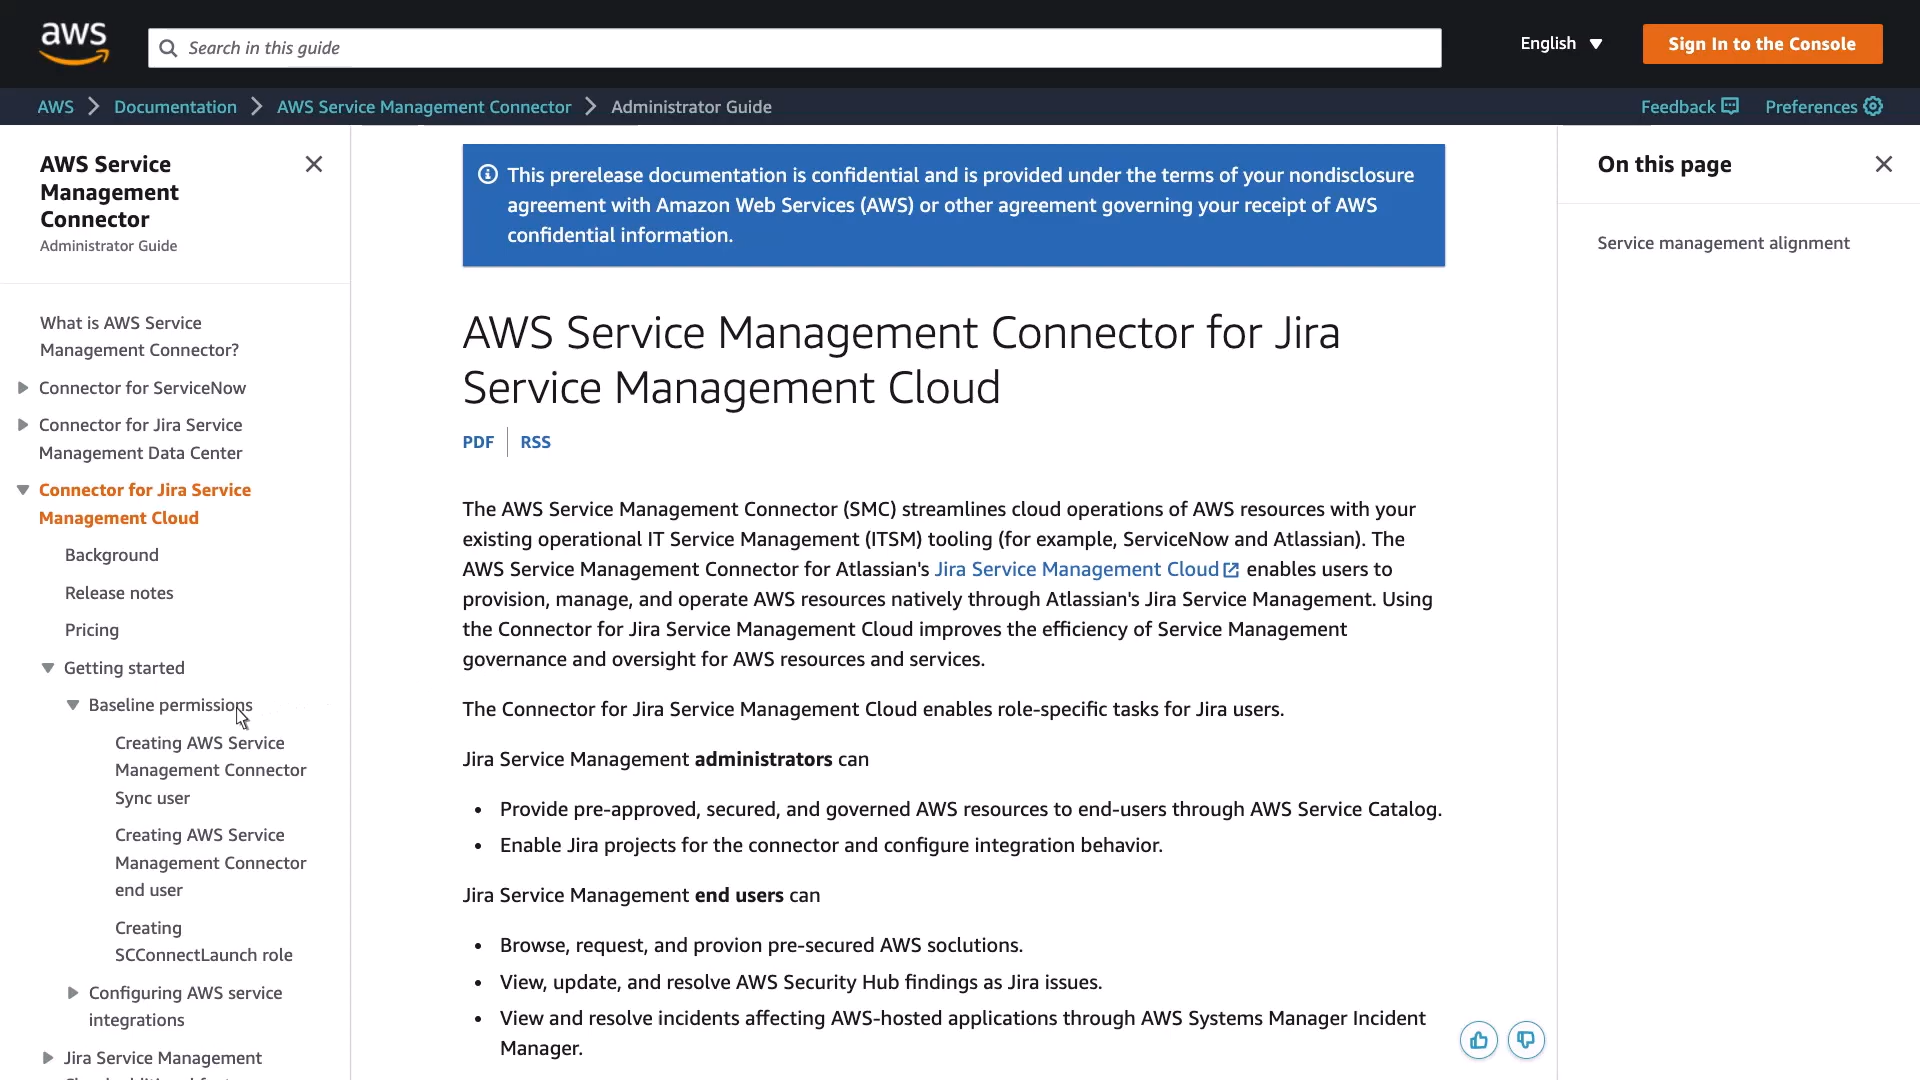 aws
Search in this guide
English
Sign In to the Console
AWS
Documentation
AWS Service Management Connector
Administrator Guide
Feedback
Preferences
AWS Service
Management
Connector
Administrator Guide
What is AWS Service
Management Connector?
Connector for ServiceNow
Connector for Jira Service
Management Data Center
Connector for Jira Service
Management Cloud
Background
Release notes
Pricing
Getting started
Baseline permissions
Creating AWS Service
Management Connector
Sync user
Creating AWS Service
Management Connector
end user
Creating
SCConnectLaunch role
Configuring AWS service
integrations
Jira Service Management
This prerelease documentation is confidential and is provided under the terms of your nondisclosure
agreement with Amazon Web Services (AWS) or other agreement governing your receipt of AWS
confidential information.
AWS Service Management Connector for Jira
Service Management Cloud
PDF
RSS
The AWS Service Management Connector (SMC) streamlines cloud operations of AWS resources with your
existing operational IT Service Management (ITSM) tooling (for example, ServiceNow and Atlassian). The
AWS Service Management Connector for Atlassian's Jira Service Management Cloud enables users to
provision, manage, and operate AWS resources natively through Atlassian's Jira Service Management. Using
the Connector for Jira Service Management Cloud improves the efficiency of Service Management
governance and oversight for AWS resources and services.
The Connector for Jira Service Management Cloud enables role-specific tasks for Jira users.
Jira Service Management administrators can
• Provide pre-approved, secured, and governed AWS resources to end-users through AWS Service Catalog.
• Enable Jira projects for the connector and configure integration behavior.
Jira Service Management end users can
• Browse, request, and provion pre-secured AWS soclutions.
• View, update, and resolve AWS Security Hub findings as Jira issues.
• View and resolve incidents affecting AWS-hosted applications through AWS Systems Manager Incident
Manager.
On this page
Service management alignment